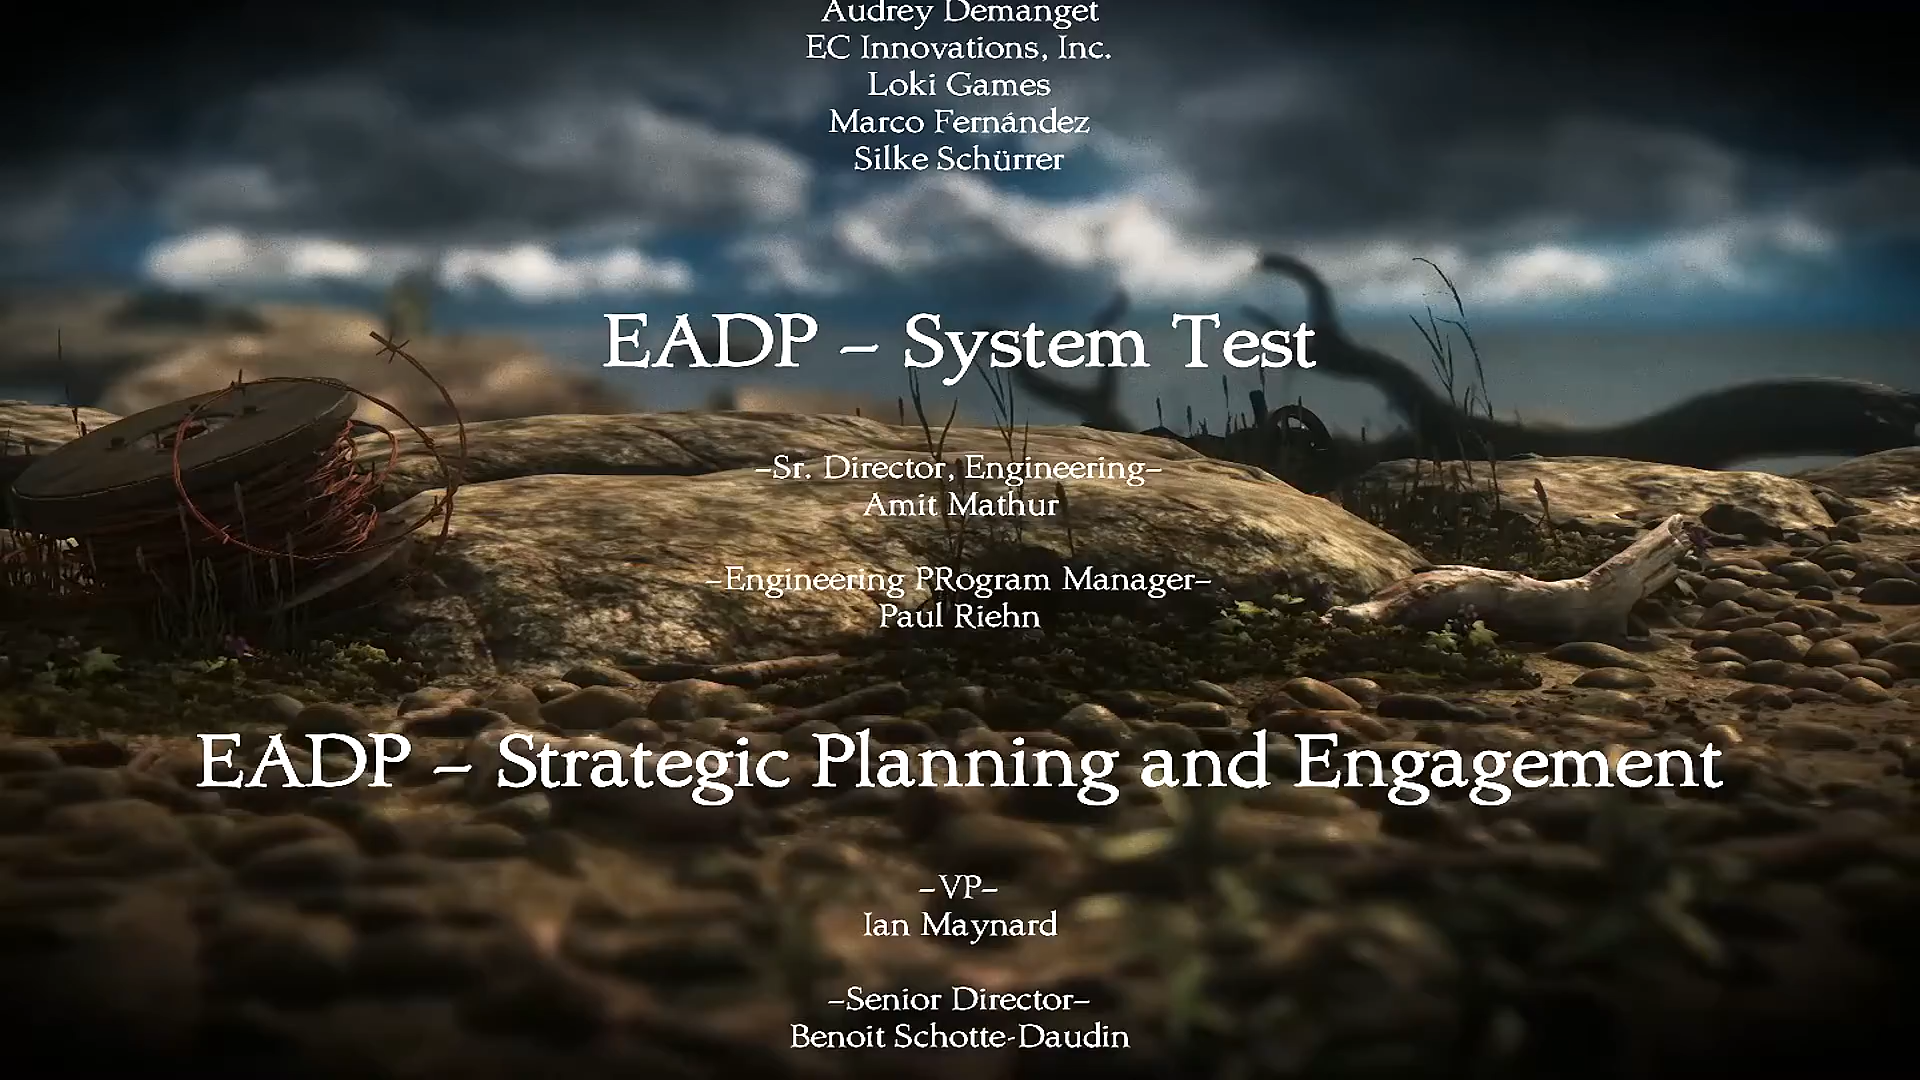 Audrey Demanget
EC Innovations, Inc.
Loki Games
Marco Fernández
Silke Schürrer
EADP – System Test
–Sr. Director, Engineering–
Amit Mathur
–Engineering PRogram Manager–
Paul Riehn
EADP – Strategic Planning and Engagement
–VP–
Ian Maynard
–Senior Director–
Benoit Schotte-Daudin